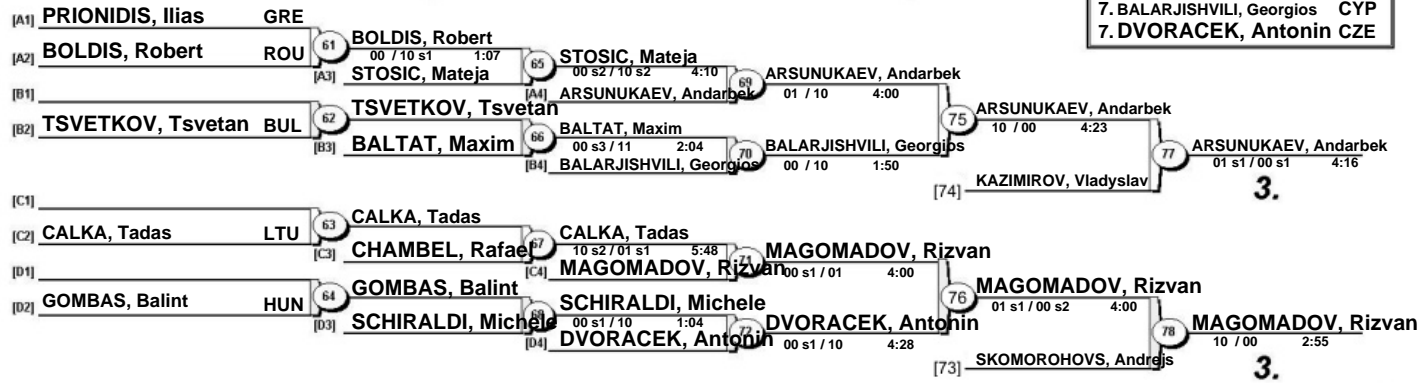 7. BALARJISHVILI, Georgios CYP
7. DVORACEK, Antonin CZE
[A1] PRIONIDIS, Ilias GRE
[A2] BOLDIS, Robert ROU
61
BOLDIS, Robert
00 / 10 s1 1:07
[A3] STOSIC, Mateja
65
STOSIC, Mateja
00 s2 / 10 s2 4:10
[A4] ARSUNUKAEV, Andarbek
69
ARSUNUKAEV, Andarbek
01 / 10 4:00
[B1]
[B2] TSVETKOV, Tsvetan BUL
62
TSVETKOV, Tsvetan
[B3] BALTAT, Maxim
66
BALTAT, Maxim
00 s3 / 11 2:04
[B4] BALARJISHVILI, Georgios
70
BALARJISHVILI, Georgios
00 / 10 1:50
75
ARSUNUKAEV, Andarbek
10 / 00 4:23
[74] KAZIMIROV, Vladyslav
77
ARSUNUKAEV, Andarbek
01 s1 / 00 s1 4:16
3.
[C1]
[C2] CALKA, Tadas LTU
63
CALKA, Tadas
[C3] CHAMBEL, Rafael
67
CALKA, Tadas
10 s2 / 01 s1 5:48
[C4] MAGOMADOV, Rizvan
71
MAGOMADOV, Rizvan
00 s1 / 01 4:00
[D1]
[D2] GOMBAS, Balint HUN
64
GOMBAS, Balint
[D3] SCHIRALDI, Michele
68
SCHIRALDI, Michele
00 s1 / 10 1:04
[D4] DVORACEK, Antonin
72
DVORACEK, Antonin
00 s1 / 10 4:28
76
MAGOMADOV, Rizvan
01 s1 / 00 s2 4:00
[73] SKOMOROHOVS, Andrejs
78
MAGOMADOV, Rizvan
10 / 00 2:55
3.